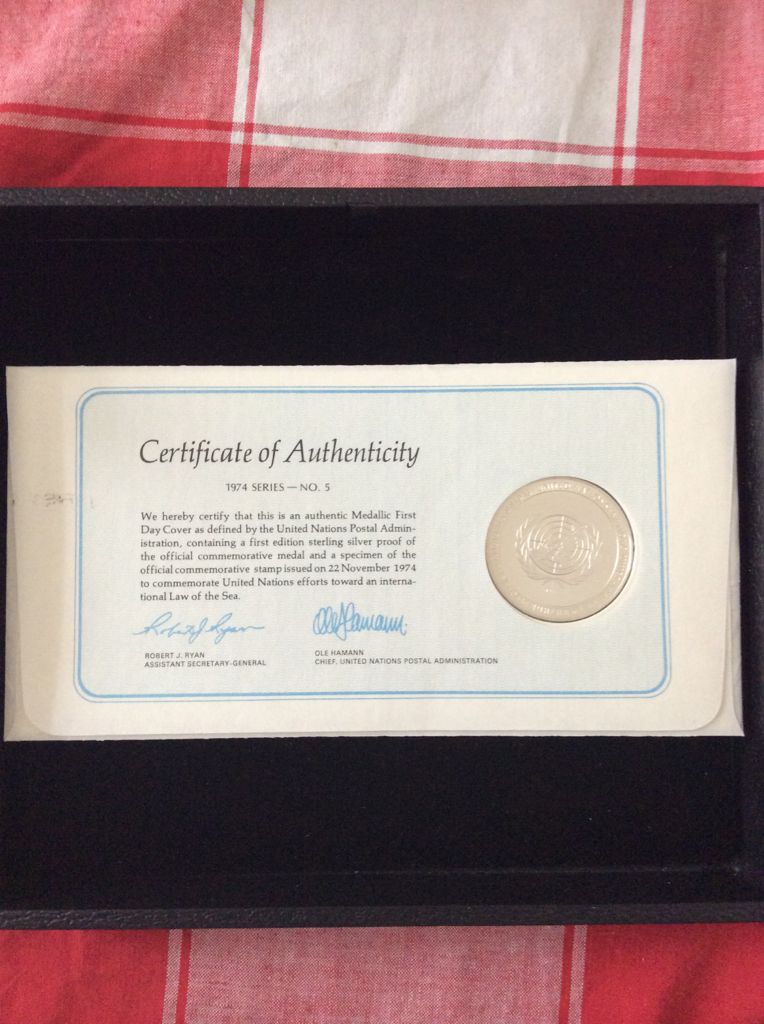 Certificate of Authenticity
1974 SERIES — NO. 5
We hereby certify that this is an authentic Medallic First
Day Cover as defined by the United Nations Postal Admin-
istration, containing a first edition sterling silver proof of
the official commemorative medal and a specimen of the
official commemorative stamp issued on 22 November 1974
to commemorate United Nations efforts toward an interna-
tional Law of the Sea.
Robert J. Ryan
Ole Hamann
ROBERT J. RYAN
ASSISTANT SECRETARY-GENERAL
OLE HAMANN
CHIEF, UNITED NATIONS POSTAL ADMINISTRATION